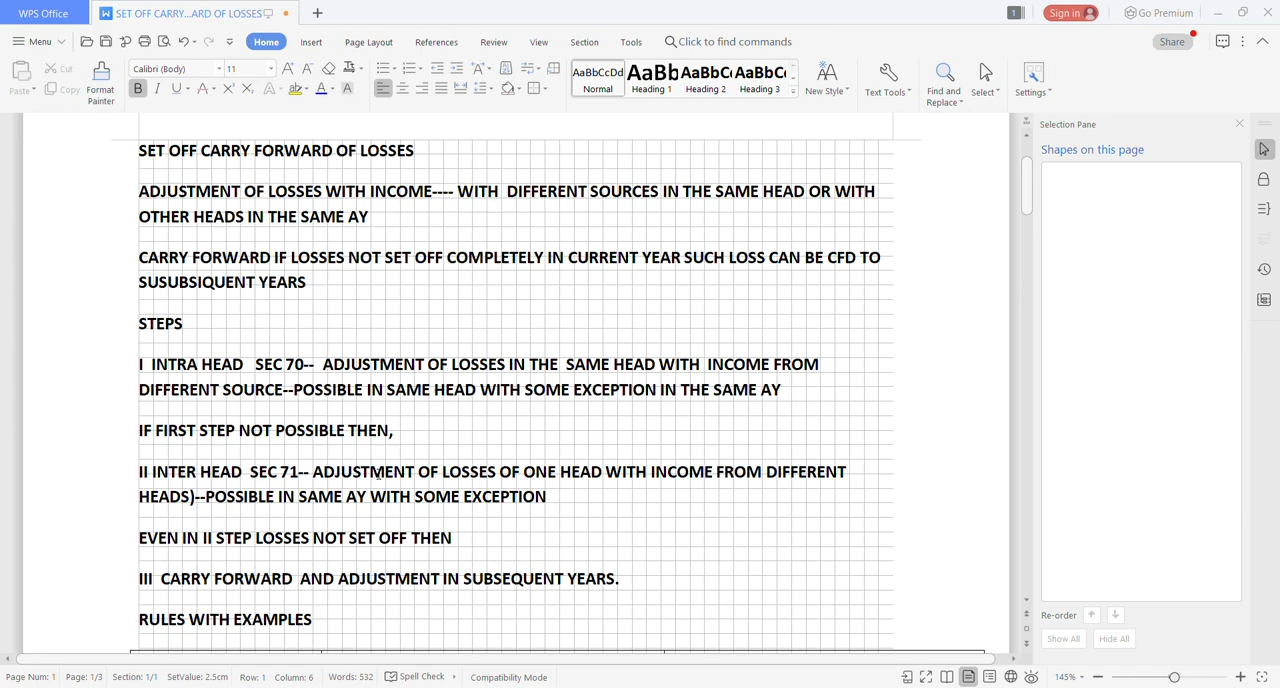 WPS Office
SET OFF CARRY...ARD OF LOSSES
1
Sign in
Go Premium
Menu
Home
Insert
Page Layout
References
Review
View
Section
Tools
Click to find commands
Share
Paste
Cut
Copy
Format
Painter
Calibri (Body)
11
AaBbCcDd
Normal
AaBb
Heading 1
AaBbC
Heading 2
AaBbC
Heading 3
New Style
Text Tools
Find and
Replace
Select
Settings
SET OFF CARRY FORWARD OF LOSSES
ADJUSTMENT OF LOSSES WITH INCOME---- WITH DIFFERENT SOURCES IN THE SAME HEAD OR WITH
OTHER HEADS IN THE SAME AY
CARRY FORWARD IF LOSSES NOT SET OFF COMPLETELY IN CURRENT YEAR SUCH LOSS CAN BE CFD TO
SUSUBSIQUENT YEARS
STEPS
I INTRA HEAD SEC 70-- ADJUSTMENT OF LOSSES IN THE SAME HEAD WITH INCOME FROM
DIFFERENT SOURCE--POSSIBLE IN SAME HEAD WITH SOME EXCEPTION IN THE SAME AY
IF FIRST STEP NOT POSSIBLE THEN,
II INTER HEAD SEC 71-- ADJUSTMENT OF LOSSES OF ONE HEAD WITH INCOME FROM DIFFERENT
HEADS)--POSSIBLE IN SAME AY WITH SOME EXCEPTION
EVEN IN II STEP LOSSES NOT SET OFF THEN
III CARRY FORWARD AND ADJUSTMENT IN SUBSEQUENT YEARS.
RULES WITH EXAMPLES
Selection Pane
Shapes on this page
Re-order
Show All
Hide All
Page Num: 1
Page: 1/3
Section: 1/1
SetValue: 2.5cm
Row: 1
Column: 6
Words: 532
Spell Check
Compatibility Mode
145%